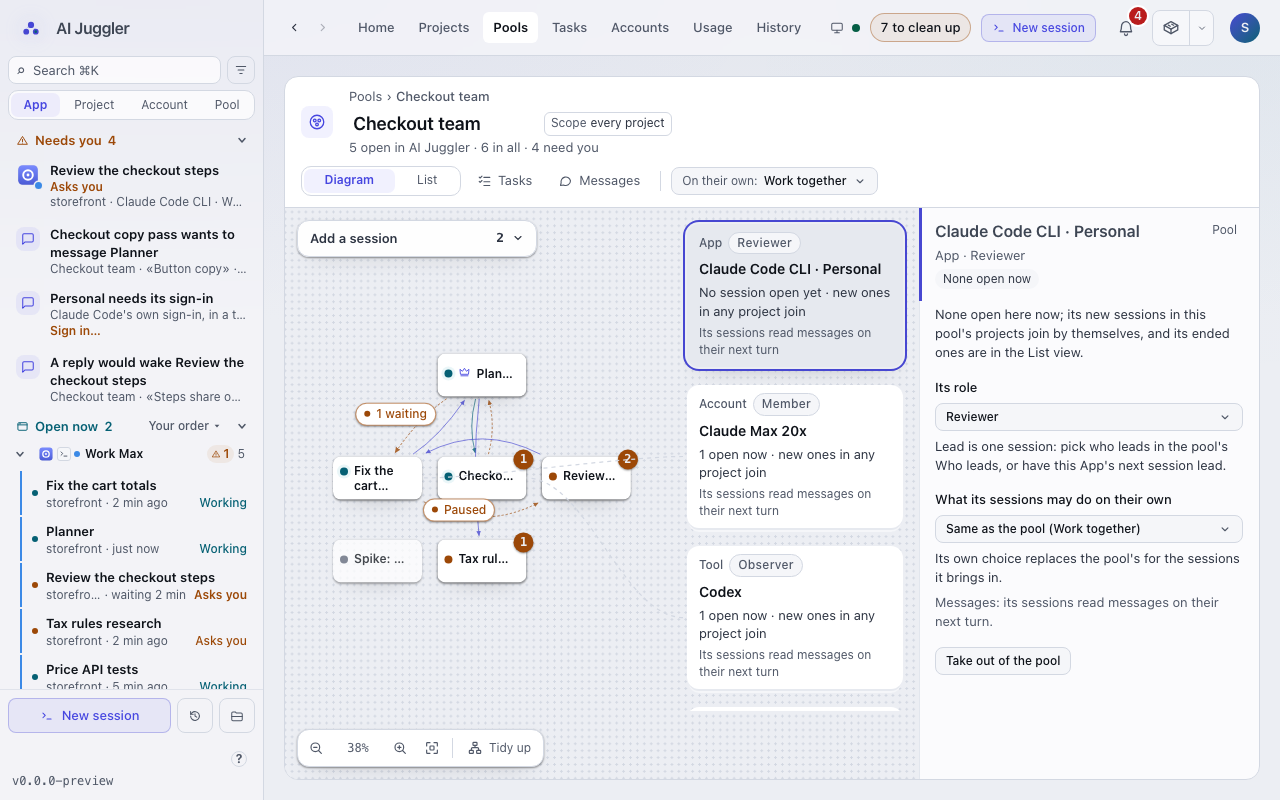 AI Juggler
Search ⌘K
App Project Account Pool
Needs you 4
Review the checkout steps
Asks you
storefront · Claude Code CLI · W...
Checkout copy pass wants to
message Planner
Checkout team · «Button copy» ·...
Personal needs its sign-in
Claude Code's own sign-in, in a t...
Sign in...
A reply would wake Review the
checkout steps
Checkout team · «Steps share o...
Open now 2 Your order
Work Max 1 5
Fix the cart totals
storefront · 2 min ago Working
Planner
storefront · just now Working
Review the checkout steps
storefro... · waiting 2 min Asks you
Tax rules research
storefront · 2 min ago Asks you
Price API tests
storefront · 5 min ago Working
New session
?
v0.0.0-preview
Home Projects Pools Tasks Accounts Usage History
7 to clean up
New session
4
S
Pools › Checkout team
Checkout team
Scope every project
5 open in AI Juggler · 6 in all · 4 need you
Diagram List Tasks Messages
On their own: Work together
Add a session 2
Plan...
1 waiting
Fix the
cart...
Checko... 1
Review... 2
Paused
Spike: ...
Tax rul... 1
38% Tidy up
App Reviewer
Claude Code CLI · Personal
No session open yet · new ones
in any project join
Its sessions read messages on
their next turn
Account Member
Claude Max 20x
1 open now · new ones in any
project join
Its sessions read messages on
their next turn
Tool Observer
Codex
1 open now · new ones in any
project join
Its sessions read messages on
their next turn
Claude Code CLI · Personal Pool
App · Reviewer
None open now
None open here now; its new sessions in this
pool's projects join by themselves, and its ended
ones are in the List view.
Its role
Reviewer
Lead is one session: pick who leads in the pool's
Who leads, or have this App's next session lead.
What its sessions may do on their own
Same as the pool (Work together)
Its own choice replaces the pool's for the sessions
it brings in.
Messages: its sessions read messages on their
next turn.
Take out of the pool